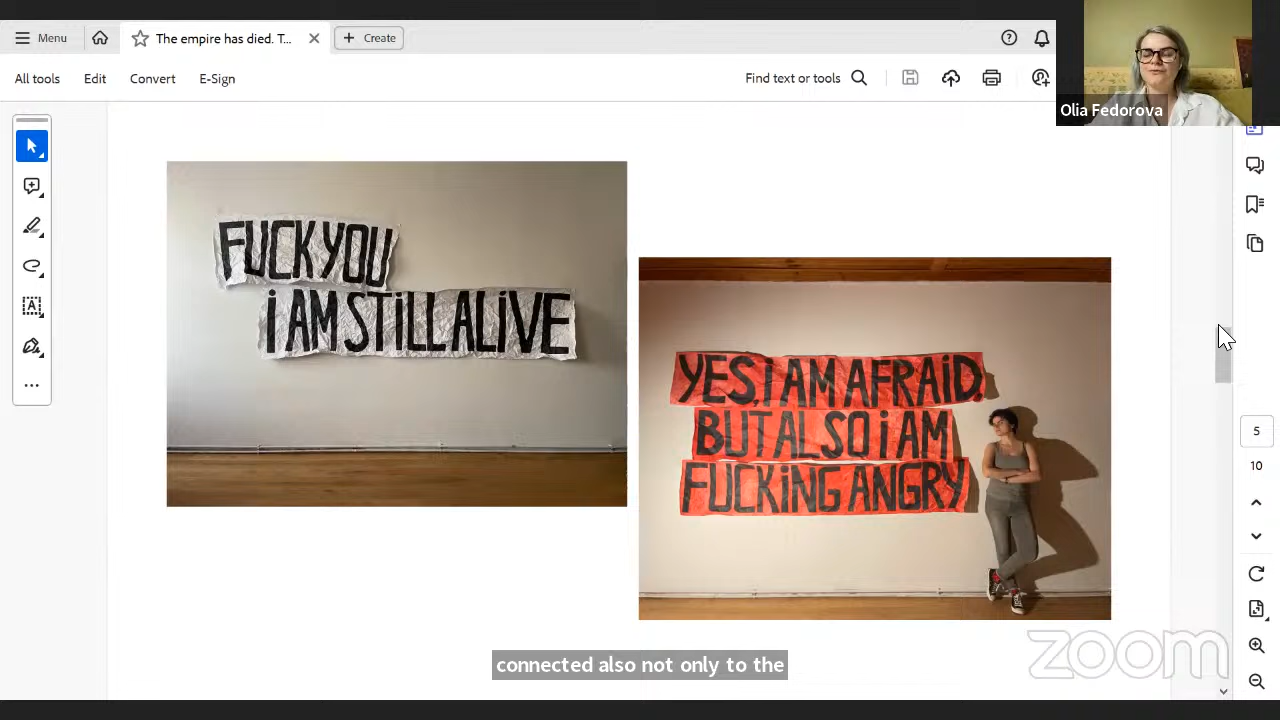 Menu
The empire has died. T...
Create
All tools
Edit
Convert
E-Sign
Find text or tools
Olia Fedorova
FUCK YOU
i AM STiLL ALiVE
YES, i AM AFRAiD,
BUT ALSO i AM
FUCKiNG ANGRY
5
10
connected also not only to the
zoom